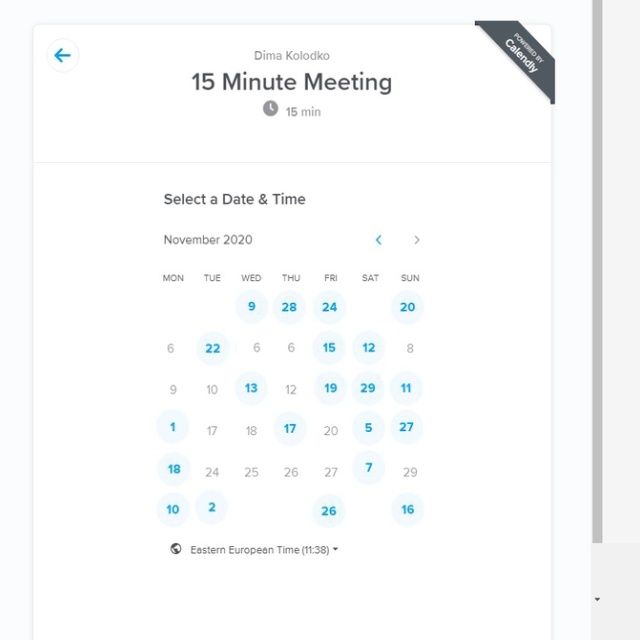 POWERED BY
Calendly
Dima Kolodko
15 Minute Meeting
15 min
Select a Date & Time
November 2020
MON TUE WED THU FRI SAT SUN
9 28 24 20
6 22 6 6 15 12 8
9 10 13 12 19 29 11
1 17 18 17 20 5 27
18 24 25 26 27 7 29
10 2 26 16
Eastern European Time (11:38)